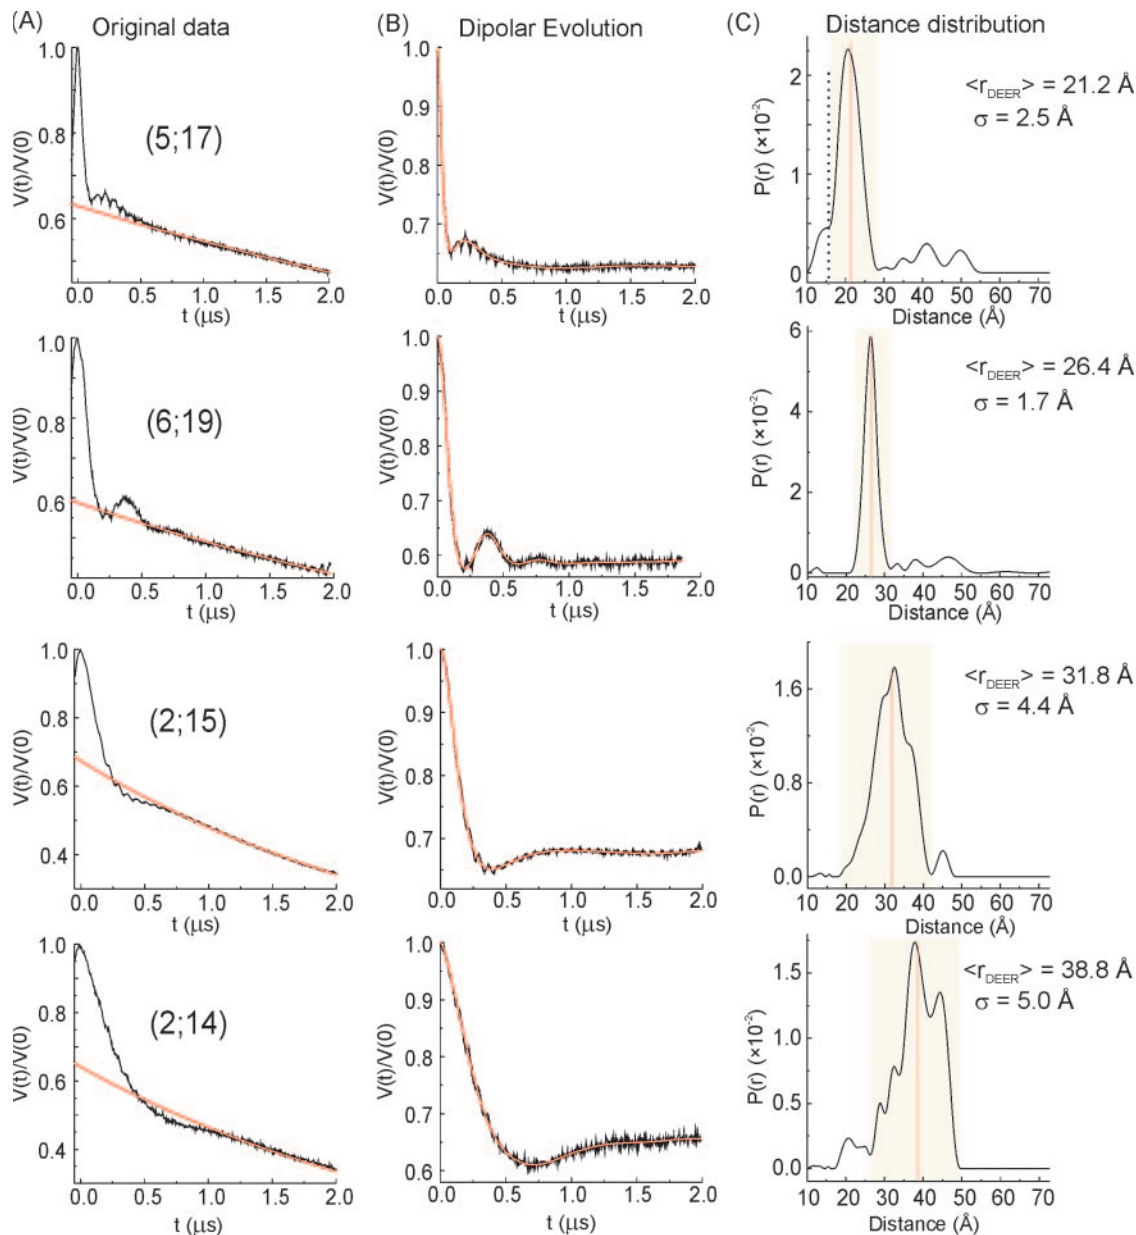 (A) Original data (B) Dipolar Evolution (C) Distance distribution
V(t)/V(0)
1.0
0.8
0.6
(5;17)
0.0 0.5 1.0 1.5 2.0
t (μs)
V(t)/V(0)
1.0
0.9
0.8
0.7
0.0 0.5 1.0 1.5 2.0
t (μs)
P(r) (×10⁻²)
2
1
0
<r_DEER> = 21.2 Å
σ = 2.5 Å
10 20 30 40 50 60 70
Distance (Å)
V(t)/V(0)
1.0
0.8
0.6
(6;19)
0.0 0.5 1.0 1.5 2.0
t (μs)
V(t)/V(0)
1.0
0.9
0.8
0.7
0.6
0.0 0.5 1.0 1.5 2.0
t (μs)
P(r) (×10⁻²)
6
4
2
0
<r_DEER> = 26.4 Å
σ = 1.7 Å
10 20 30 40 50 60 70
Distance (Å)
V(t)/V(0)
1.0
0.8
0.6
0.4
(2;15)
0.0 0.5 1.0 1.5 2.0
t (μs)
V(t)/V(0)
1.0
0.9
0.8
0.7
0.0 0.5 1.0 1.5 2.0
t (μs)
P(r) (×10⁻²)
1.6
0.8
0.0
<r_DEER> = 31.8 Å
σ = 4.4 Å
10 20 30 40 50 60 70
Distance (Å)
V(t)/V(0)
1.0
0.8
0.6
0.4
(2;14)
0.0 0.5 1.0 1.5 2.0
t (μs)
V(t)/V(0)
1.0
0.9
0.8
0.7
0.6
0.0 0.5 1.0 1.5 2.0
t (μs)
P(r) (×10⁻²)
1.5
1.0
0.5
0.0
<r_DEER> = 38.8 Å
σ = 5.0 Å
10 20 30 40 50 60 70
Distance (Å)